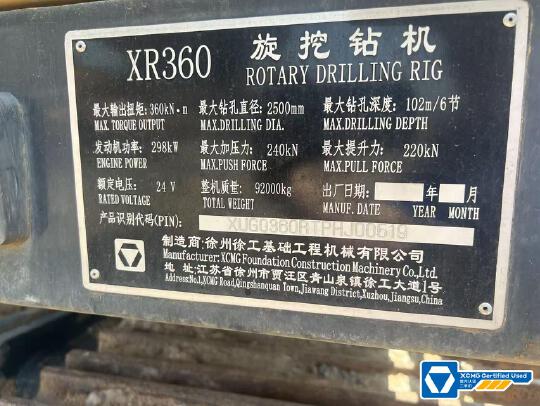 XR360 旋挖钻机
ROTARY DRILLING RIG
最大输出扭矩:360kN·m 最大钻孔直径:2500mm 最大钻孔深度:102m/6节
MAX.TORQUE OUTPUT MAX.DRILLING DIA. MAX.DRILLING DEPTH
发动机功率:298kW 最大加压力:240kN 最大提升力:220kN
ENGINE POWER MAX.PUSH FORCE MAX.PULL FORCE
额定电压:24 V 整机质量:92000kg 出厂日期: 年 月
RATED VOLTAGE TOTAL WEIGHT MANUF. DATE YEAR MONTH
产品识别代码(PIN):
制造商:徐州徐工基础工程机械有限公司
Manufacturer:XCMG Foundation Construction Machinery Co.,Ltd.
地 址:江苏省徐州市贾汪区青山泉镇徐工大道1号
Address:No.1,XCMG Road,Qingshanquan Town,Jiawang District,Xuzhou,Jiangsu,China
XCMG Certified Used